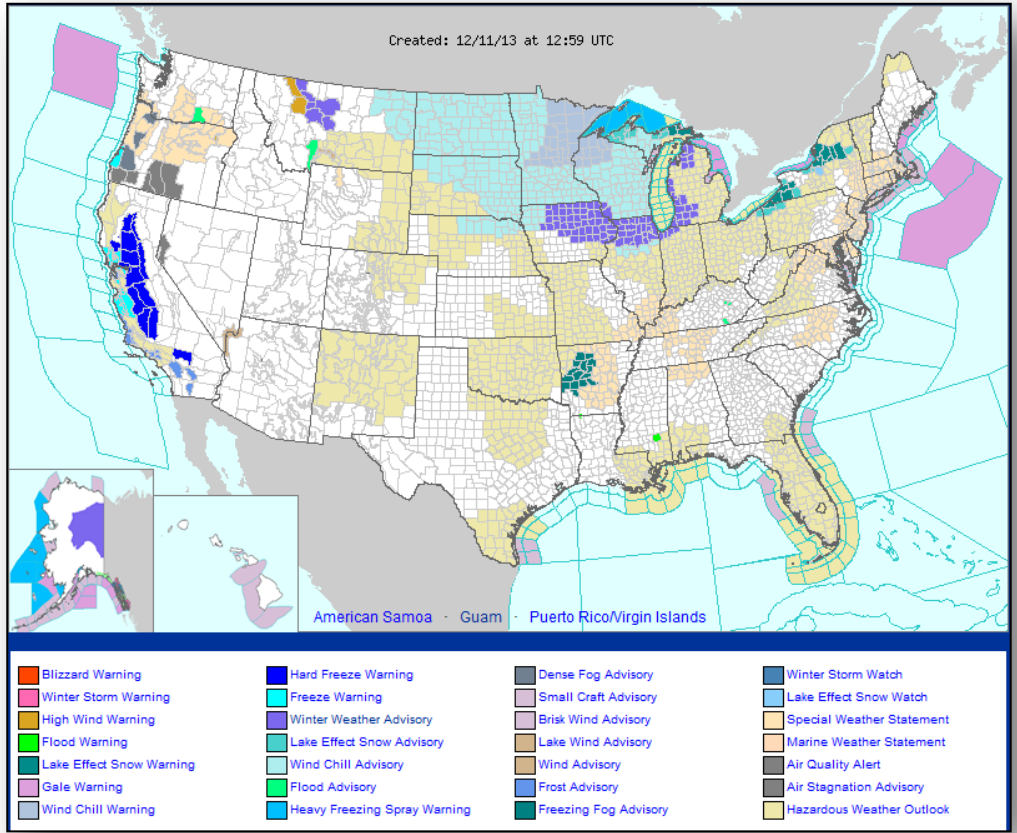 Created: 12/11/13 at 12:59 UTC
American Samoa · Guam · Puerto Rico/Virgin Islands
Blizzard Warning
Hard Freeze Warning
Dense Fog Advisory
Winter Storm Watch
Winter Storm Warning
Freeze Warning
Small Craft Advisory
Lake Effect Snow Watch
High Wind Warning
Winter Weather Advisory
Brisk Wind Advisory
Special Weather Statement
Flood Warning
Lake Effect Snow Advisory
Lake Wind Advisory
Marine Weather Statement
Lake Effect Snow Warning
Wind Chill Advisory
Wind Advisory
Air Quality Alert
Gale Warning
Flood Advisory
Frost Advisory
Air Stagnation Advisory
Wind Chill Warning
Heavy Freezing Spray Warning
Freezing Fog Advisory
Hazardous Weather Outlook